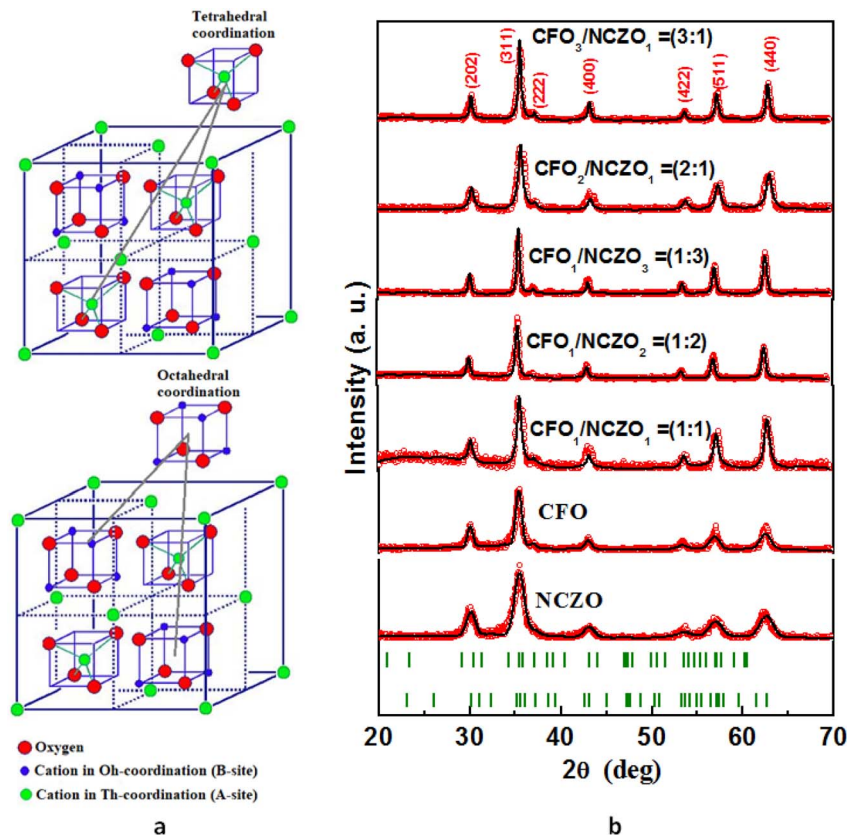 Tetrahedral
coordination
Octahedral
coordination
Oxygen
Cation in Oh-coordination (B-site)
Cation in Th-coordination (A-site)
a
Intensity (a. u.)
CFO₃/NCZO₁ =(3:1)
(202)
(311)
(222)
(400)
(422)
(511)
(440)
CFO₂/NCZO₁ =(2:1)
CFO₁/NCZO₃ =(1:3)
CFO₁/NCZO₂ =(1:2)
CFO₁/NCZO₁ =(1:1)
CFO
NCZO
20 30 40 50 60 70
2θ (deg)
b